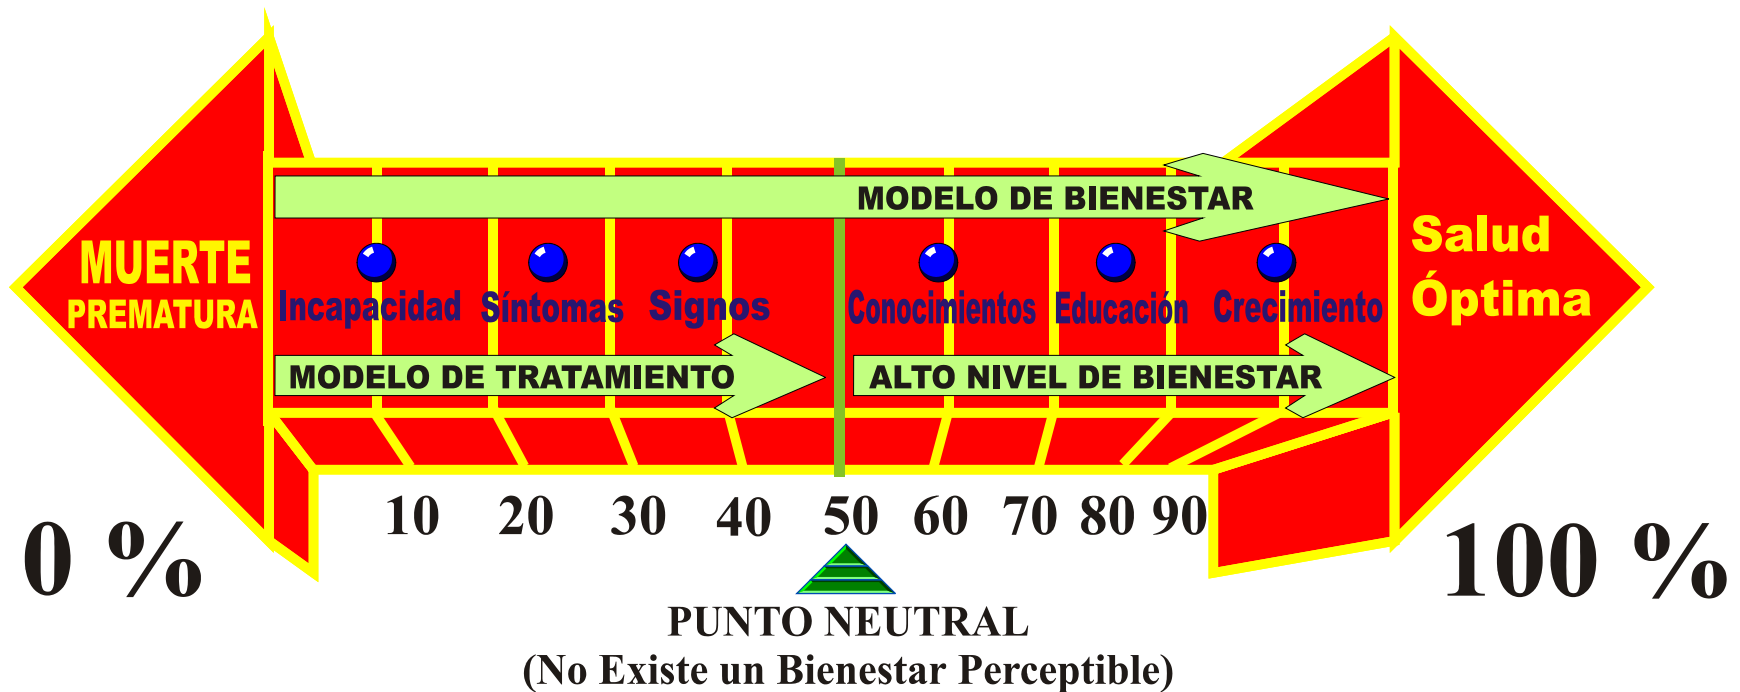 MODELO DE BIENESTAR
MUERTE
PREMATURA
Incapacidad Síntomas Signos Conocimientos Educación Crecimiento
Salud
Óptima
MODELO DE TRATAMIENTO ALTO NIVEL DE BIENESTAR
0 % 10 20 30 40 50 60 70 80 90 100 %
PUNTO NEUTRAL
(No Existe un Bienestar Perceptible)